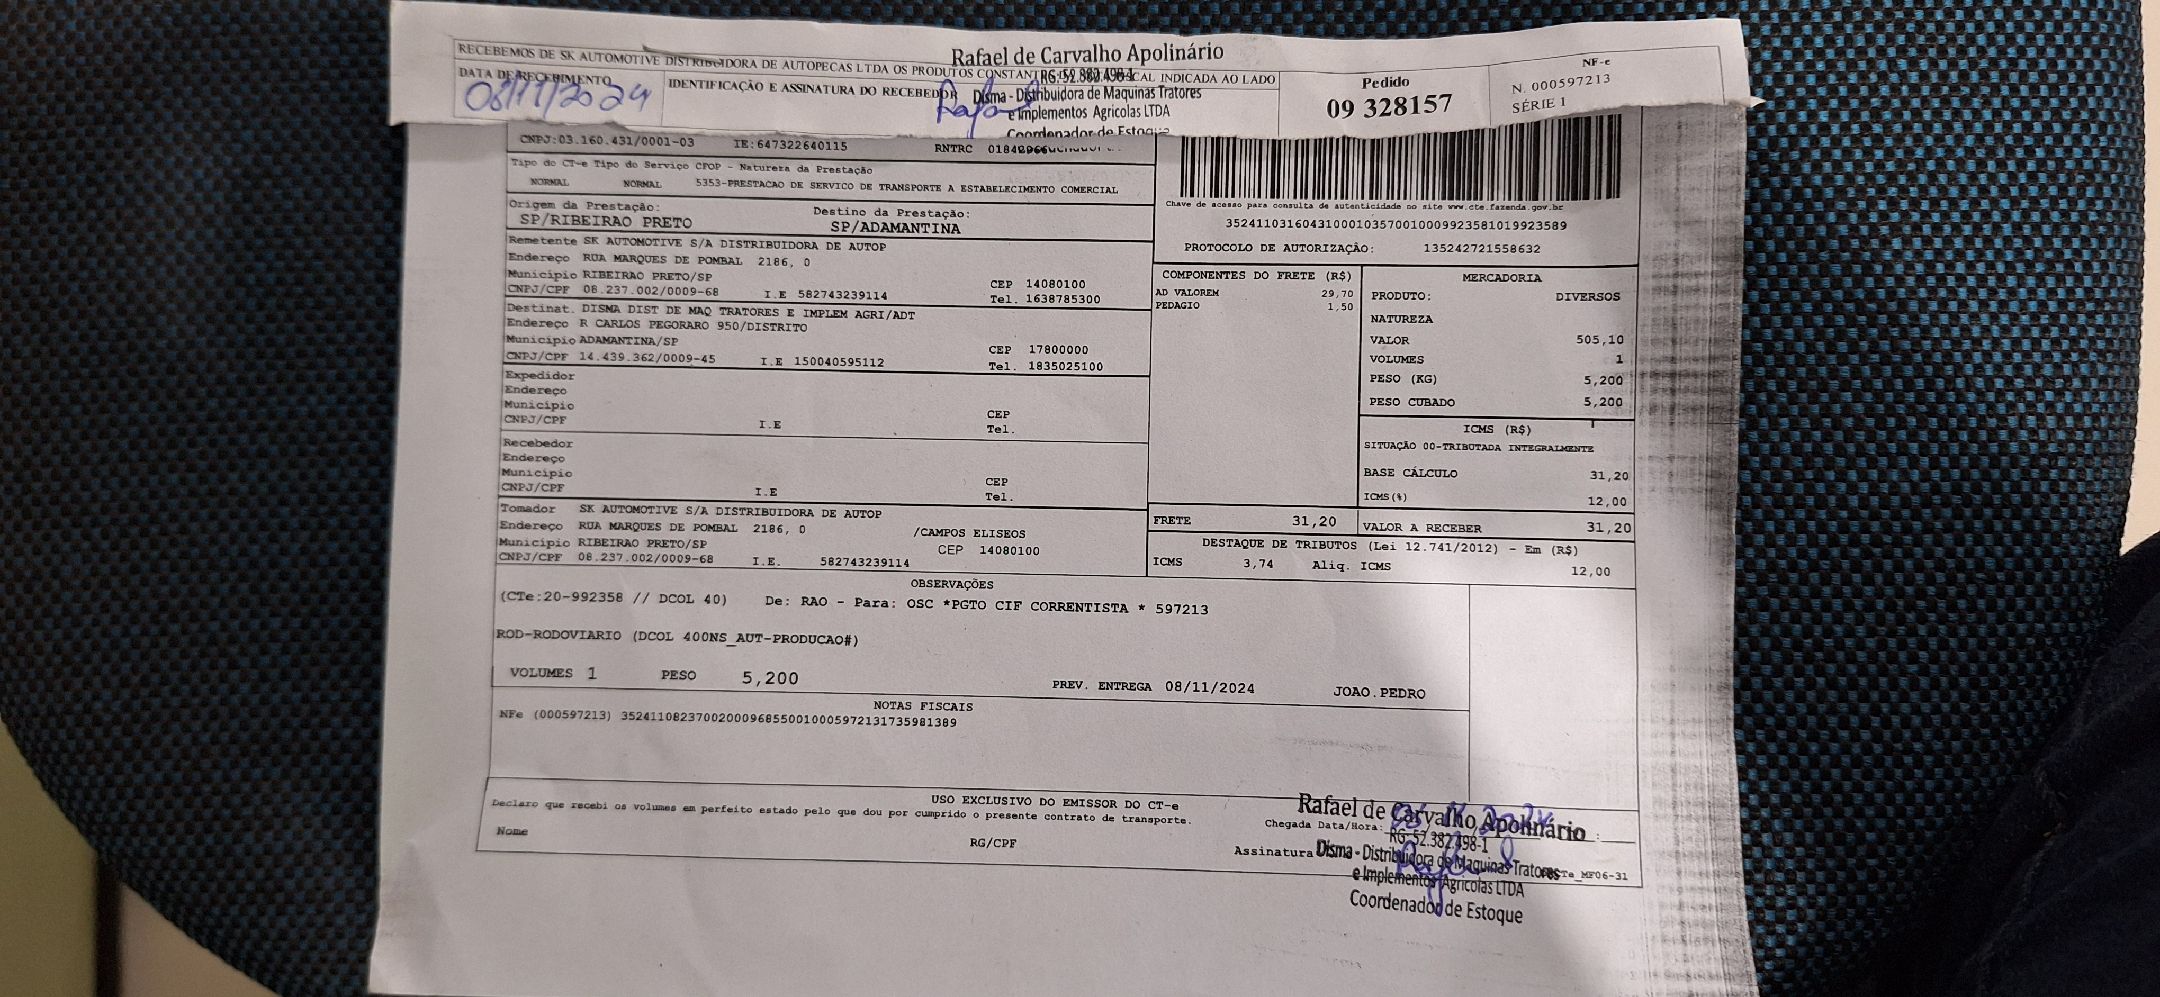 RECEBEMOS DE SK AUTOMOTIVE DISTRIBUIDORA DE AUTOPECAS LTDA OS PRODUTOS CONSTANT FISCAL INDICADA AO LADO
Rafael de Carvalho Apolinário
DATA DE RECEBIMENTO
08/11/2024
IDENTIFICAÇÃO E ASSINATURA DO RECEBEDOR
Disma - Distribuidora de Maquinas Tratores
e Implementos Agricolas LTDA
Coordenador de Estoque
Pedido
09 328157
NF-e
N. 000597213
SÉRIE 1
CNPJ:03.160.431/0001-03 IE:647322640115 RNTRC
Tipo do CT-e Tipo do Serviço CFOP - Natureza da Prestação
NORMAL NORMAL 5353-PRESTACAO DE SERVICO DE TRANSPORTE A ESTABELECIMENTO COMERCIAL
Origem da Prestação: Destino da Prestação:
SP/RIBEIRAO PRETO SP/ADAMANTINA
Remetente SK AUTOMOTIVE S/A DISTRIBUIDORA DE AUTOP
Endereço RUA MARQUES DE POMBAL 2186, 0
Município RIBEIRAO PRETO/SP CEP 14080100
CNPJ/CPF 08.237.002/0009-68 I.E 582743239114 Tel. 1638785300
Destinat. DISMA DIST DE MAQ TRATORES E IMPLEM AGRI/ADT
Endereço R CARLOS PEGORARO 950/DISTRITO
Município ADAMANTINA/SP CEP 17800000
CNPJ/CPF 14.439.362/0009-45 I.E 150040595112 Tel. 1835025100
Expedidor
Endereço
Município CEP
CNPJ/CPF I.E Tel.
Recebedor
Endereço
Município CEP
CNPJ/CPF I.E Tel.
Tomador SK AUTOMOTIVE S/A DISTRIBUIDORA DE AUTOP
Endereço RUA MARQUES DE POMBAL 2186, 0 /CAMPOS ELISEOS
Município RIBEIRAO PRETO/SP CEP 14080100
CNPJ/CPF 08.237.002/0009-68 I.E. 582743239114
Chave de acesso para consulta de autenticidade no site www.cte.fazenda.gov.br
35241103160431000103570010009923581019923589
PROTOCOLO DE AUTORIZAÇÃO: 135242721558632
COMPONENTES DO FRETE (R$)
AD VALOREM 29,70
PEDAGIO 1,50
MERCADORIA
PRODUTO: DIVERSOS
NATUREZA
VALOR 505,10
VOLUMES 1
PESO (KG) 5,200
PESO CUBADO 5,200
ICMS (R$)
SITUAÇÃO 00-TRIBUTADA INTEGRALMENTE
BASE CÁLCULO 31,20
ICMS(%) 12,00
FRETE 31,20 VALOR A RECEBER 31,20
DESTAQUE DE TRIBUTOS (Lei 12.741/2012) - Em (R$)
ICMS 3,74 Aliq. ICMS 12,00
OBSERVAÇÕES
(CTe:20-992358 // DCOL 40) De: RAO - Para: OSC *PGTO CIF CORRENTISTA * 597213
ROD-RODOVIARIO (DCOL 400NS_AUT-PRODUCAO#)
VOLUMES 1 PESO 5,200 PREV. ENTREGA 08/11/2024 JOAO.PEDRO
NOTAS FISCAIS
NFe (000597213) 35241108237002000968550010005972131735981389
USO EXCLUSIVO DO EMISSOR DO CT-e
Declaro que recebi os volumes em perfeito estado pelo que dou por cumprido o presente contrato de transporte.
Nome RG/CPF
Rafael de Carvalho Apolinário
Chegada Data/Hora:
RG-52.382.498-1
Assinatura Disma - Distribuidora de Maquinas Tratores
e Implementos Agricolas LTDA
Coordenador de Estoque